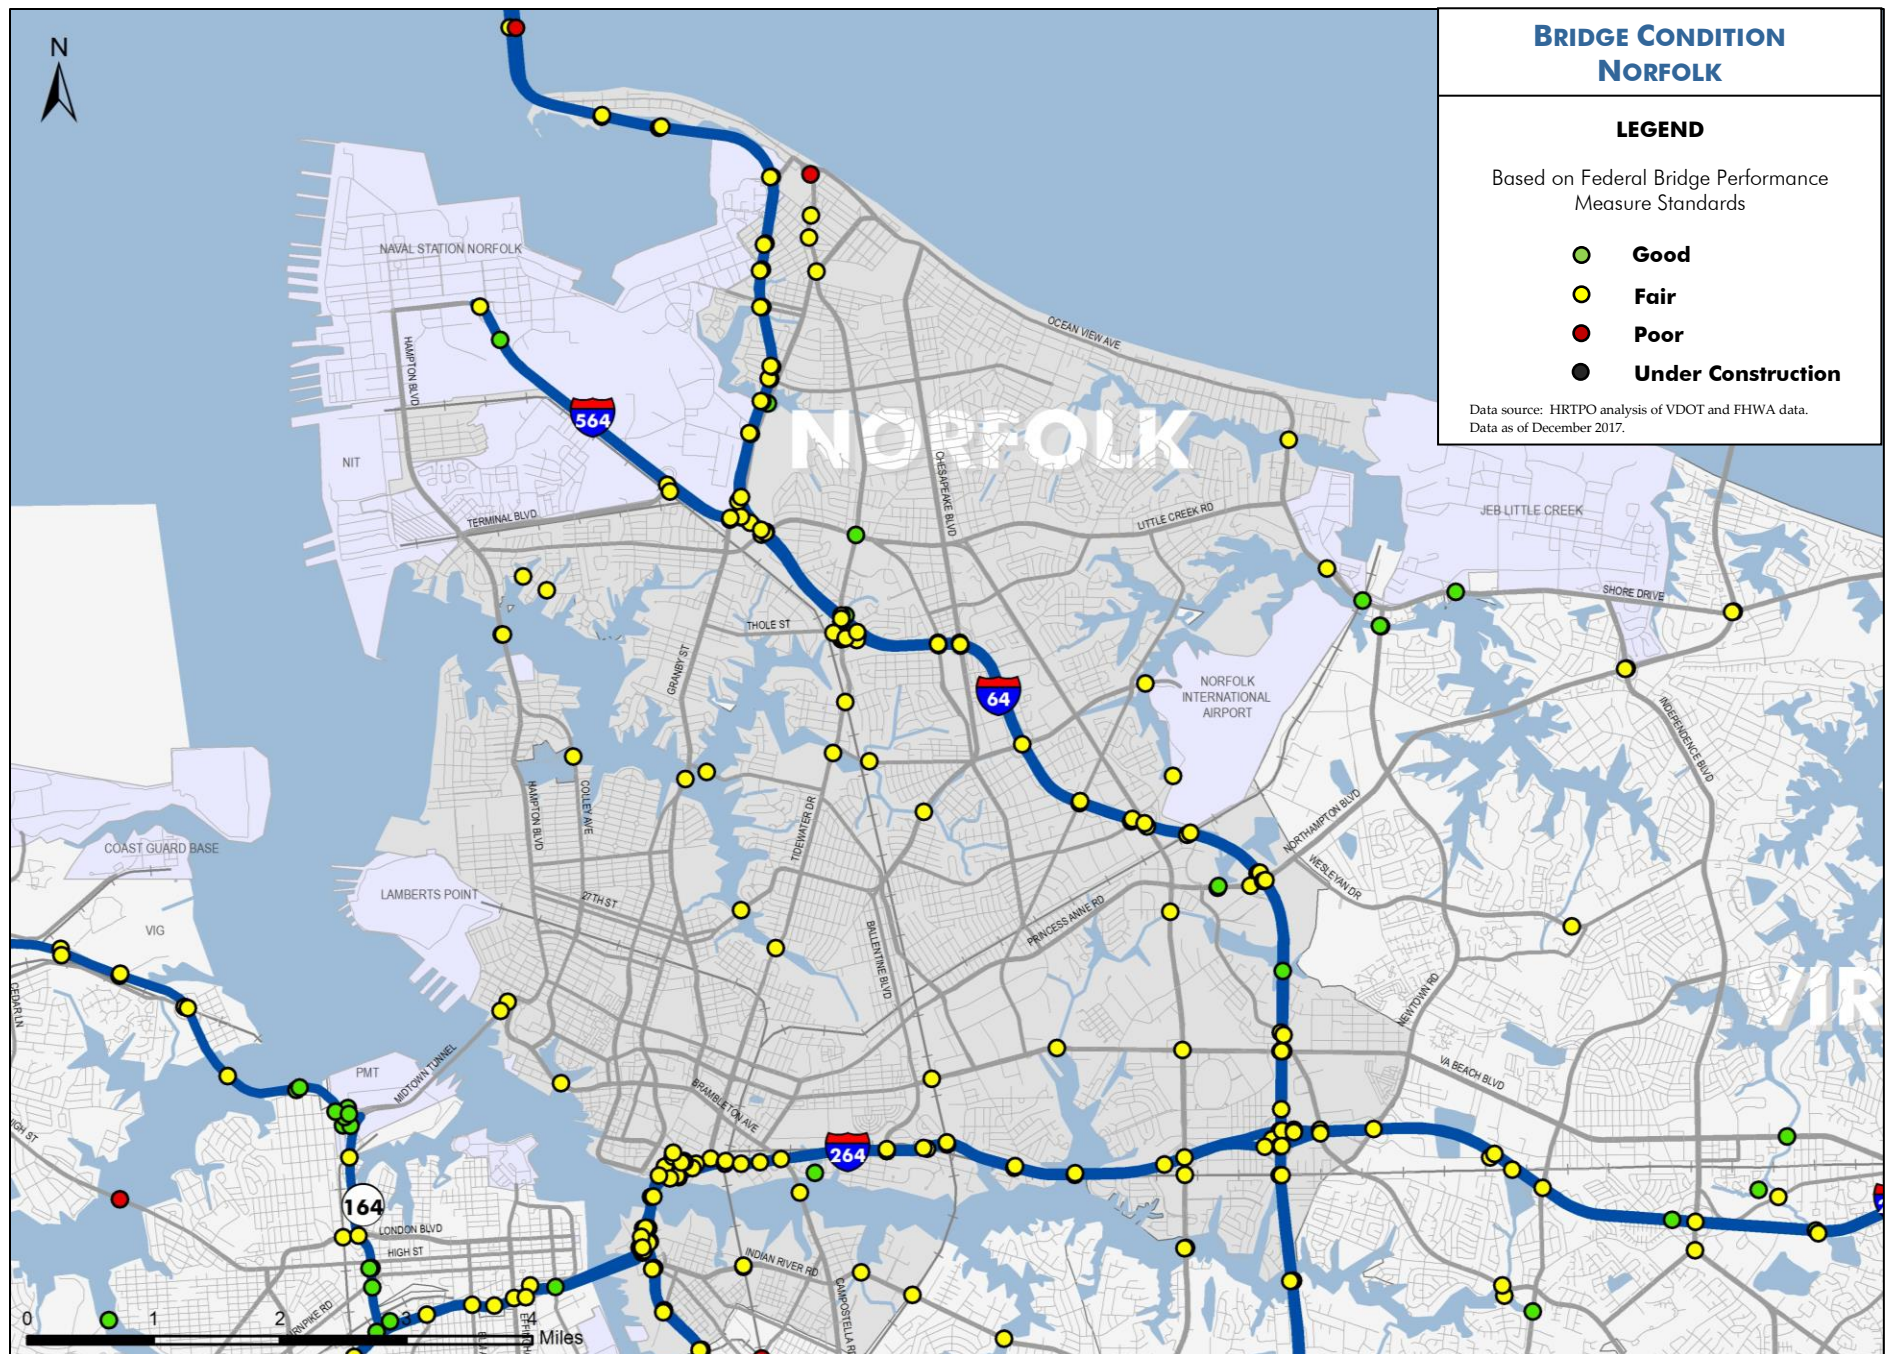 BRIDGE CONDITION
NORFOLK
LEGEND
Based on Federal Bridge Performance
Measure Standards
Good
Fair
Poor
Under Construction
Data source: HRTPO analysis of VDOT and FHWA data.
Data as of December 2017.
N
NAVAL STATION NORFOLK
OCEAN VIEW AVE
HAMPTON BLVD
564
NORFOLK
NIT
CHESAPEAKE BLVD
TERMINAL BLVD
LITTLE CREEK RD
JEB LITTLE CREEK
SHORE DRIVE
THOLE ST
GRANBY ST
64
NORFOLK
INTERNATIONAL
AIRPORT
INDEPENDENCE BLVD
HAMPTON BLVD
COLLEY AVE
TIDEWATER DR
NORTHAMPTON BLVD
COAST GUARD BASE
WESLEYAN DR
LAMBERTS POINT
27TH ST
PRINCESS ANNE RD
VIG
BALLENTINE BLVD
CEDAR LN
NEWTOWN RD
VIR
PMT
MIDTOWN TUNNEL
VA BEACH BLVD
BRAMBLETON AVE
HIGH ST
264
164
LONDON BLVD
HIGH ST
INDIAN RIVER RD
CAMPOSTELLA RD
RNPIKE RD
0 1 2 3 4
Miles